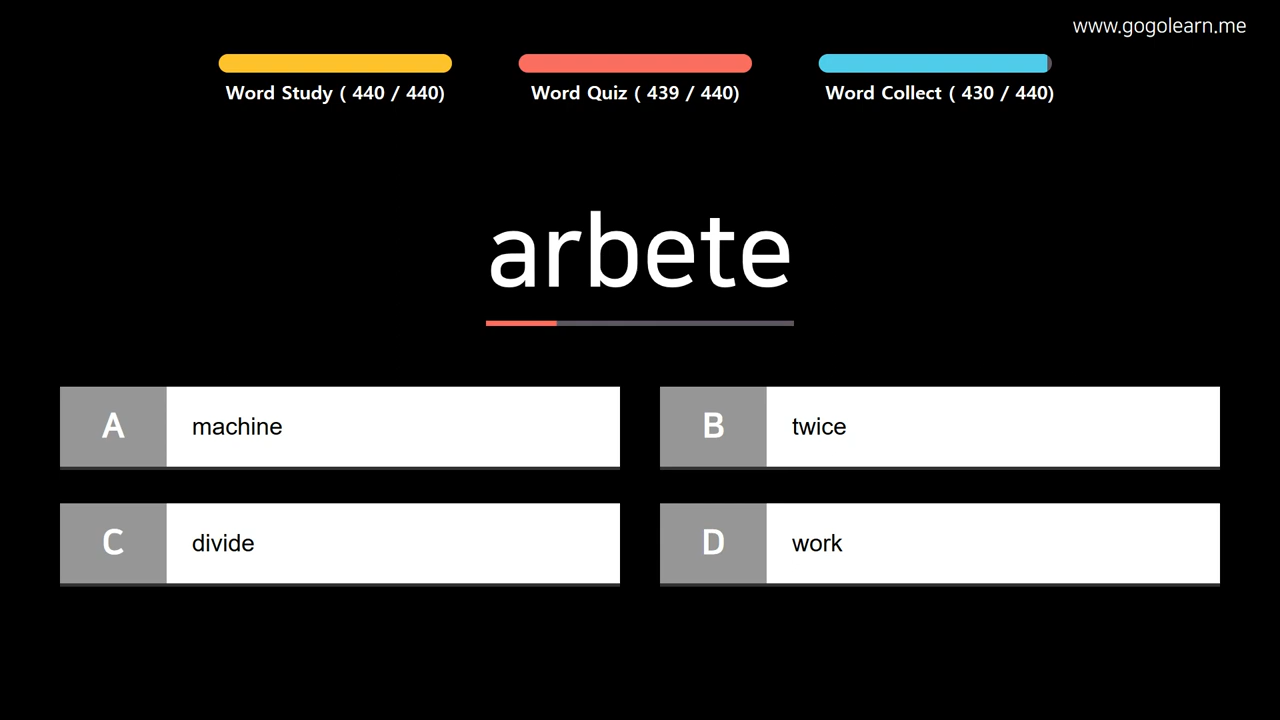 www.gogolearn.me
Word Study ( 440 / 440)
Word Quiz ( 439 / 440)
Word Collect ( 430 / 440)
arbete
A machine
B twice
C divide
D work